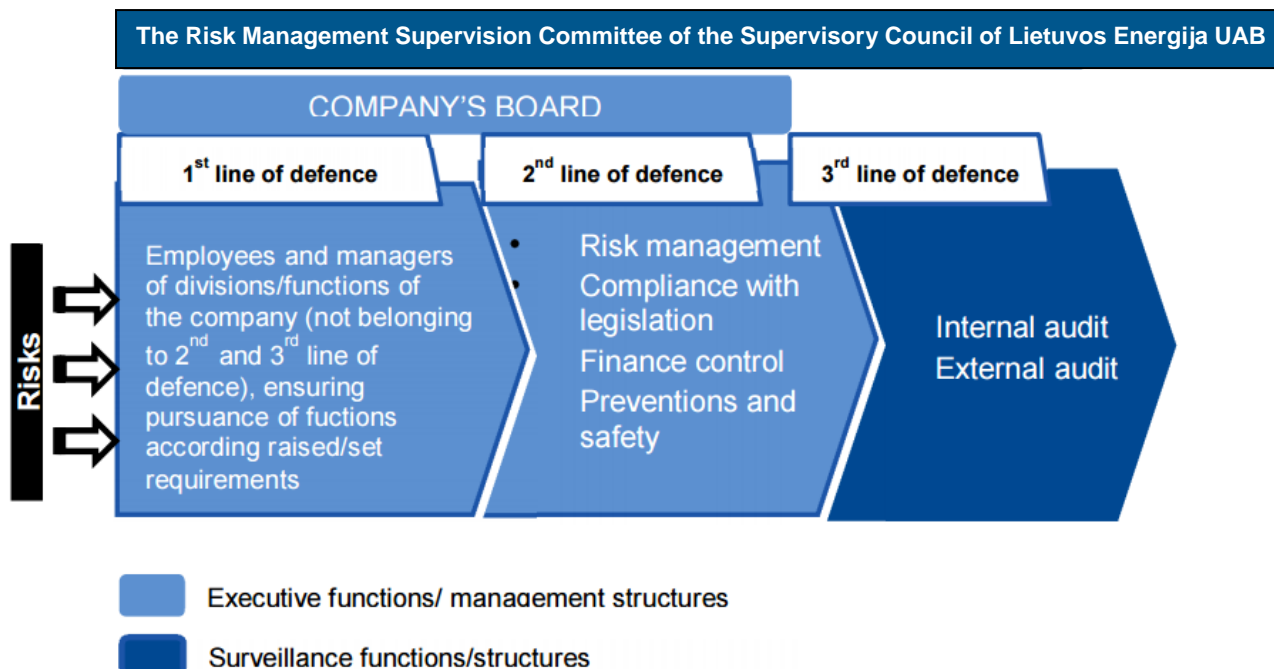 The Risk Management Supervision Committee of the Supervisory Council of Lietuvos Energija UAB
COMPANY'S BOARD
1st line of defence
2nd line of defence
3rd line of defence
Risks
Employees and managers
of divisions/functions of
the company (not belonging
to 2nd and 3rd line of
defence), ensuring
pursuance of fuctions
according raised/set
requirements
• Risk management
• Compliance with
legislation
Finance control
Preventions and
safety
Internal audit
External audit
Executive functions/ management structures
Surveillance functions/structures